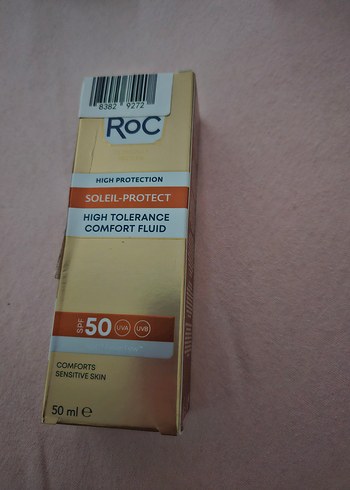 8382 9272
RoC
HIGH PROTECTION
SOLEIL-PROTECT
HIGH TOLERANCE
COMFORT FLUID
SPF 50 UVA UVB
COMFORTS
SENSITIVE SKIN
50 ml ℮